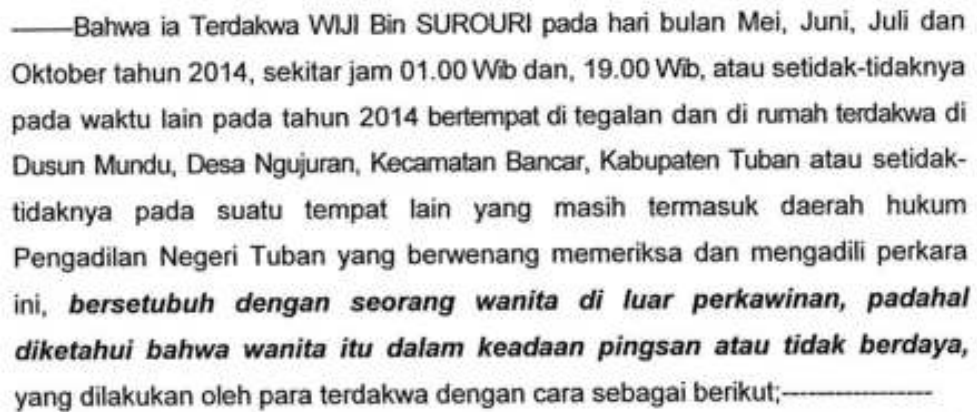 -------Bahwa ia Terdakwa WIJI Bin SUROURI pada hari bulan Mei, Juni, Juli dan
Oktober tahun 2014, sekitar jam 01.00 Wib dan, 19.00 Wib, atau setidak-tidaknya
pada waktu lain pada tahun 2014 bertempat di tegalan dan di rumah terdakwa di
Dusun Mundu, Desa Ngujuran, Kecamatan Bancar, Kabupaten Tuban atau setidak-
tidaknya pada suatu tempat lain yang masih termasuk daerah hukum
Pengadilan Negeri Tuban yang berwenang memeriksa dan mengadili perkara
ini, bersetubuh dengan seorang wanita di luar perkawinan, padahal
diketahui bahwa wanita itu dalam keadaan pingsan atau tidak berdaya,
yang dilakukan oleh para terdakwa dengan cara sebagai berikut;-----------------